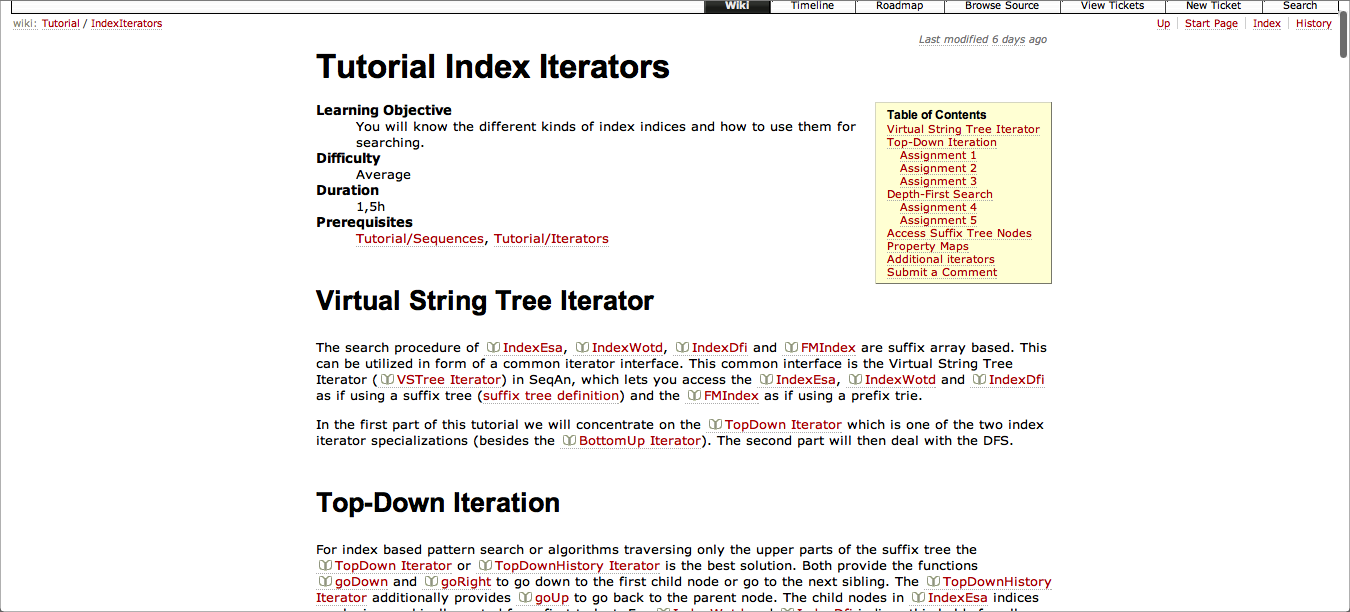 Wiki Timeline Roadmap Browse Source View Tickets New Ticket Search
wiki: Tutorial / IndexIterators Up Start Page Index History
Last modified 6 days ago
Tutorial Index Iterators
Learning Objective
You will know the different kinds of index indices and how to use them for
searching.
Difficulty
Average
Duration
1,5h
Prerequisites
Tutorial/Sequences, Tutorial/Iterators
Table of Contents
Virtual String Tree Iterator
Top-Down Iteration
Assignment 1
Assignment 2
Assignment 3
Depth-First Search
Assignment 4
Assignment 5
Access Suffix Tree Nodes
Property Maps
Additional iterators
Submit a Comment
Virtual String Tree Iterator
The search procedure of IndexEsa, IndexWotd, IndexDfi and FMIndex are suffix array based. This
can be utilized in form of a common iterator interface. This common interface is the Virtual String Tree
Iterator ( VSTree Iterator) in SeqAn, which lets you access the IndexEsa, IndexWotd and IndexDfi
as if using a suffix tree (suffix tree definition) and the FMIndex as if using a prefix trie.
In the first part of this tutorial we will concentrate on the TopDown Iterator which is one of the two index
iterator specializations (besides the BottomUp Iterator). The second part will then deal with the DFS.
Top-Down Iteration
For index based pattern search or algorithms traversing only the upper parts of the suffix tree the
TopDown Iterator or TopDownHistory Iterator is the best solution. Both provide the functions
goDown and goRight to go down to the first child node or go to the next sibling. The TopDownHistory
Iterator additionally provides goUp to go back to the parent node. The child nodes in IndexEsa indices